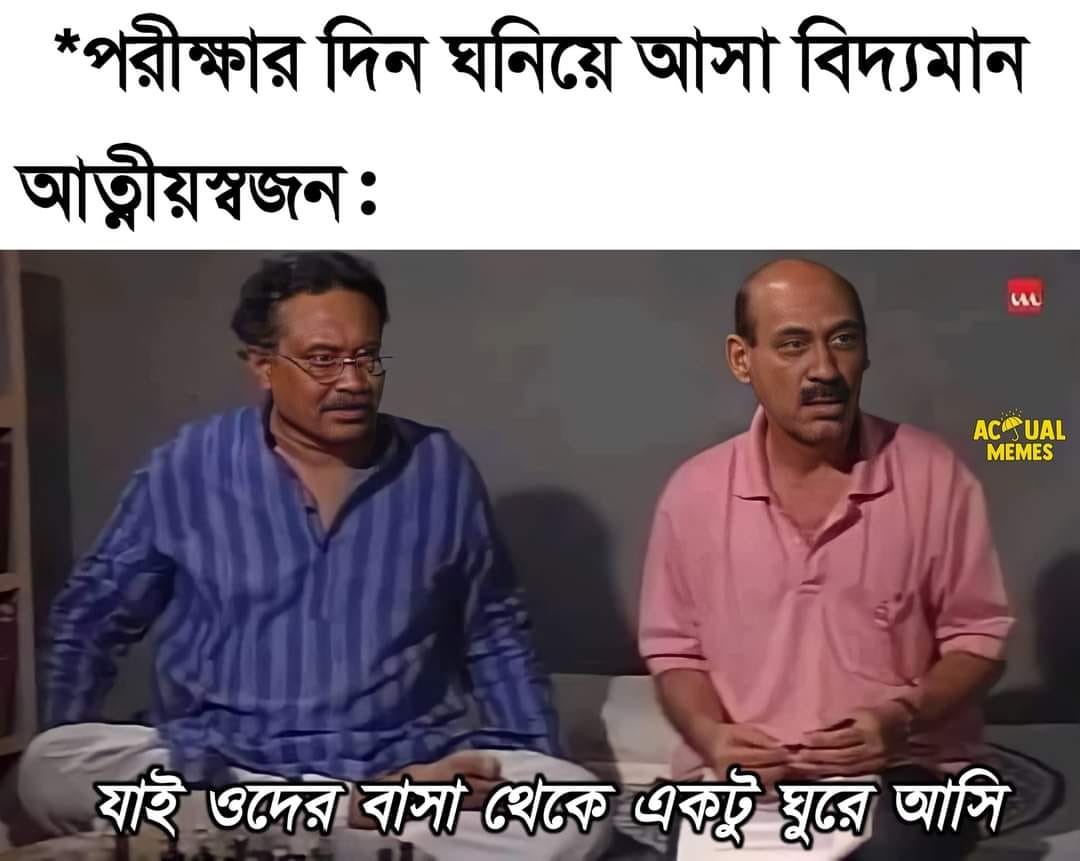 *পরীক্ষার দিন ঘনিয়ে আসা বিদ্যমান
আত্নীয়স্বজন:
ACTUAL
MEMES
যাই ওদের বাসা থেকে একটু ঘুরে আসি